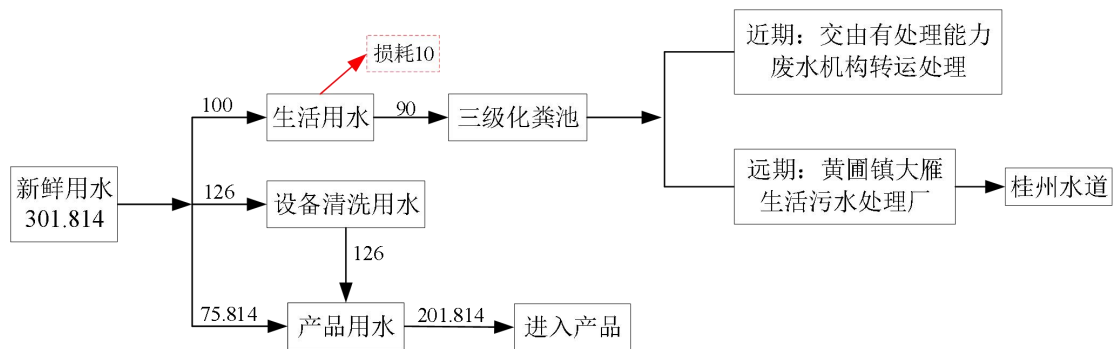 近期：交由有处理能力
废水机构转运处理
损耗10
100
生活用水
90
三级化粪池
新鲜用水
301.814
126
设备清洗用水
远期：黄圃镇大雁
生活污水处理厂
桂州水道
126
75.814
产品用水
201.814
进入产品